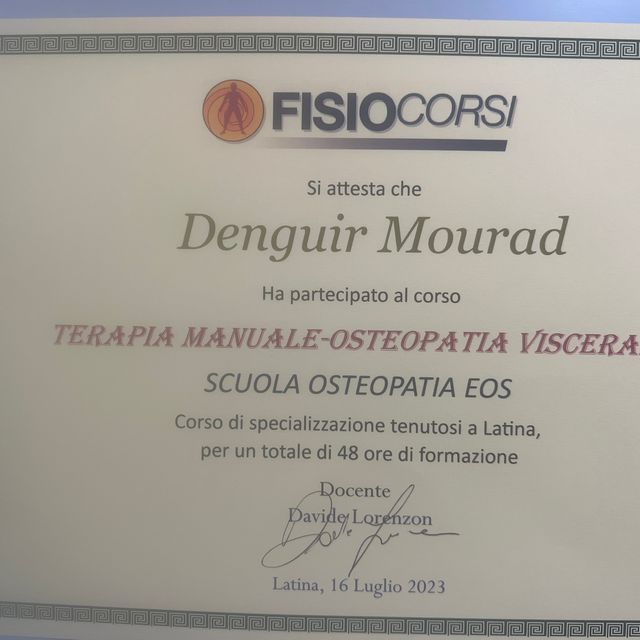 FISIOCORSI
Si attesta che
Denguir Mourad
Ha partecipato al corso
TERAPIA MANUALE-OSTEOPATIA VISCERA
SCUOLA OSTEOPATIA EOS
Corso di specializzazione tenutosi a Latina,
per un totale di 48 ore di formazione
Docente
Davide Lorenzon
Latina, 16 Luglio 2023